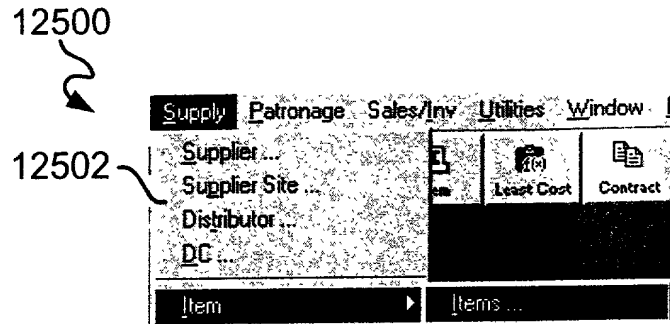 12500
Supply Patronage Sales/Inv Utilities Window
12502
Supplier ...
Supplier Site ...
Distributor ...
DC ...
f(x)
Least Cost Contract
Item Items ...